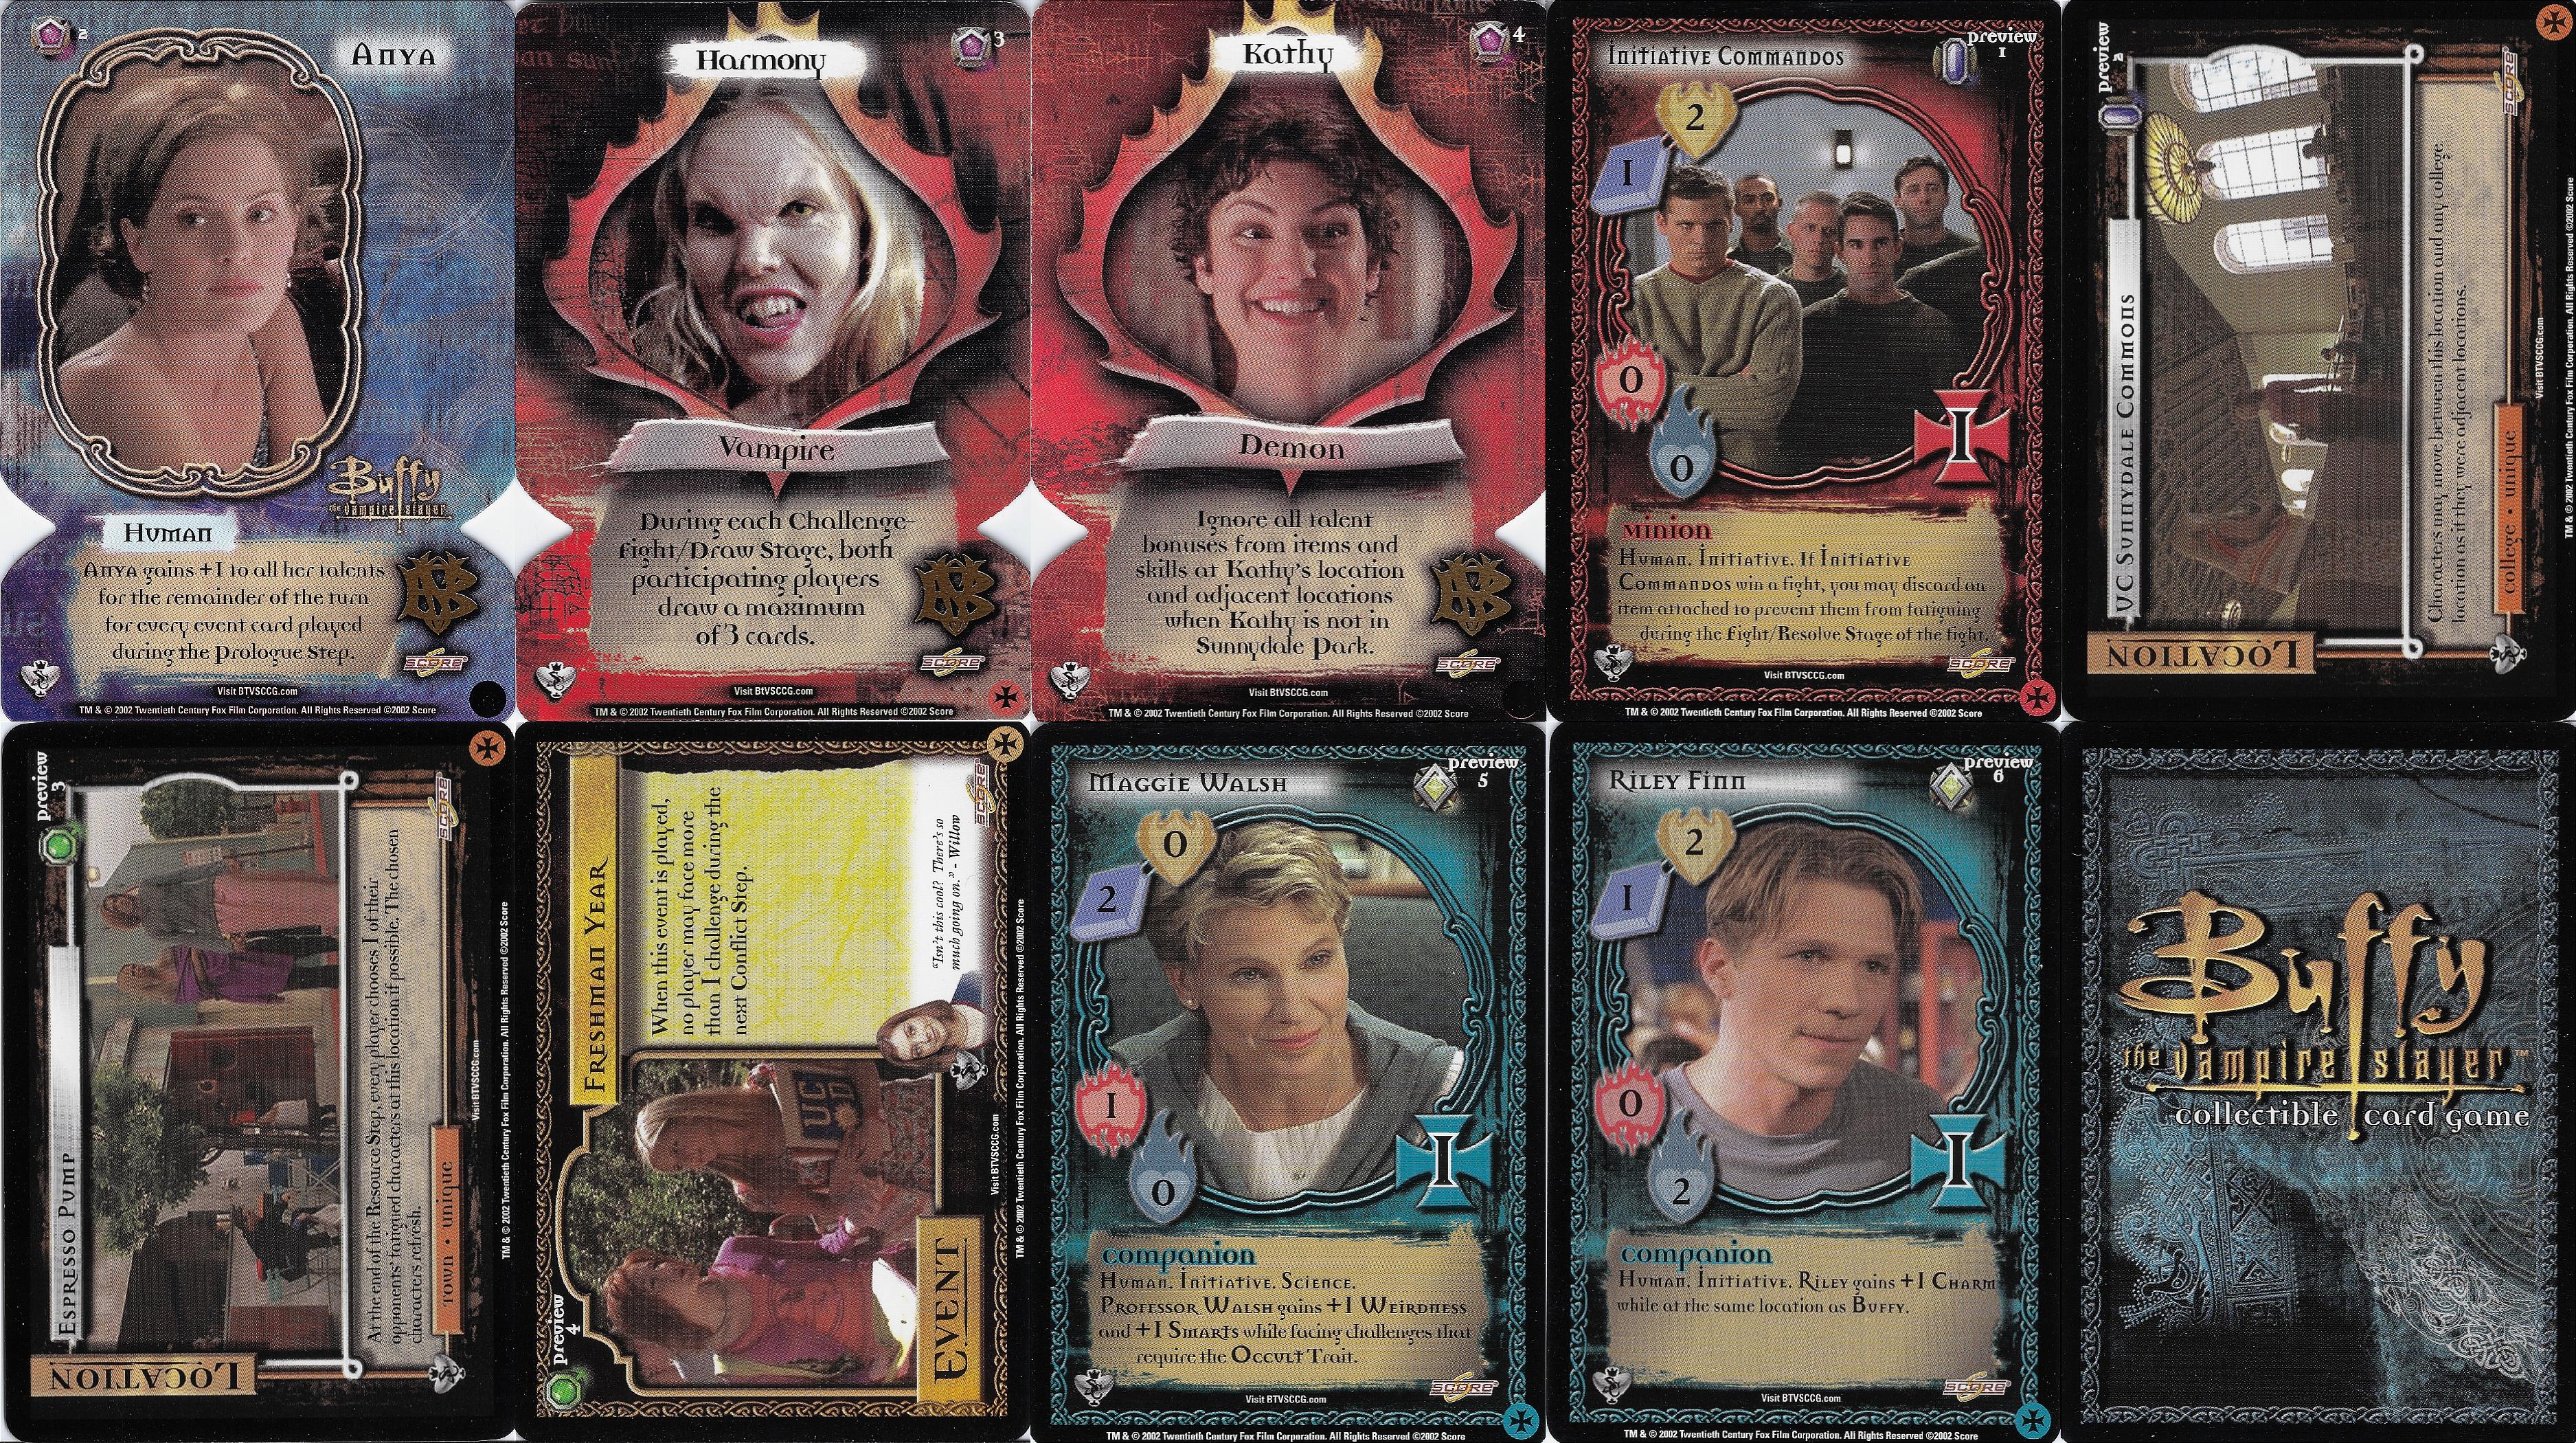 2
Anya
Buffy
the vampire slayer
Human
Anya gains +1 to all her talents
for the remainder of the turn
for every event card played
during the Prologue Step.
SCORE
Visit BTVSCCG.com
TM & © 2002 Twentieth Century Fox Film Corporation. All Rights Reserved ©2002 Score
Harmony
3
Vampire
During each Challenge-
Fight/Draw Stage, both
participating players
draw a maximum
of 3 cards.
SCORE
Visit BTVSCCG.com
TM & © 2002 Twentieth Century Fox Film Corporation. All Rights Reserved ©2002 Score
Kathy
4
Demon
Ignore all talent
bonuses from items and
skills at Kathy's location
and adjacent locations
when Kathy is not in
Sunnydale Park.
SCORE
Visit BtVSCCG.com
TM & © 2002 Twentieth Century Fox Film Corporation. All Rights Reserved ©2002 Score
Initiative Commandos
preview
1
2
1
0
0
1
Minion
Human. Initiative. If Initiative
Commandos win a fight, you may discard an
item attached to prevent them from fatiguing
during the Fight/Resolve Stage of the fight.
SCORE
Visit BTVSCCG.com
TM & © 2002 Twentieth Century Fox Film Corporation. All Rights Reserved ©2002 Score
preview
2
UC Sunnydale Commons
Location
Characters may move between this location and any college
location as if they were adjacent locations.
college • unique
SCORE
Visit BTVSCCG.com
TM & © 2002 Twentieth Century Fox Film Corporation. All Rights Reserved ©2002 Score
preview
3
Espresso Pump
Location
At the end of the Resource Step, every player chooses 1 of their
opponents' fatigued characters at this location if possible. The chosen
characters refresh.
town • unique
SCORE
Visit BTVSCCG.com
TM & © 2002 Twentieth Century Fox Film Corporation. All Rights Reserved ©2002 Score
preview
4
Freshman Year
Event
When this event is played,
no player may face more
than 1 challenge during the
next Conflict Step.
"Isn't this cool? There's so
much going on." - Willow
SCORE
Visit BTVSCCG.com
TM & © 2002 Twentieth Century Fox Film Corporation. All Rights Reserved ©2002 Score
Maggie Walsh
preview
5
0
2
1
0
1
Companion
Human. Initiative. Science.
Professor Walsh gains +1 Weirdness
and +1 Smarts while facing challenges that
require the Occult Trait.
SCORE
Visit BTVSCCG.com
TM & © 2002 Twentieth Century Fox Film Corporation. All Rights Reserved ©2002 Score
Riley Finn
preview
6
2
1
0
2
1
Companion
Human. Initiative. Riley gains +1 Charm
while at the same location as Buffy.
SCORE
Visit BTVSCCG.com
TM & © 2002 Twentieth Century Fox Film Corporation. All Rights Reserved ©2002 Score
Buffy
the vampire slayer™
collectible card game